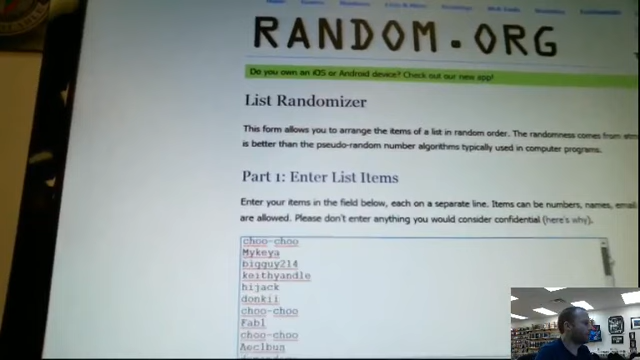 RANDOM.ORG
Do you own an iOS or Android device? Check out our new app!
List Randomizer
This form allows you to arrange the items of a list in random order. The randomness comes from
is better than the pseudo-random number algorithms typically used in computer programs.
Part 1: Enter List Items
Enter your items in the field below, each on a separate line. Items can be numbers, names, email
are allowed. Please don't enter anything you would consider confidential (here's why).
choo-choo
Mykeya
bigguy214
keithyandle
hijack
donkii
choo-choo
Fabl
choo-choo
Aeclbun